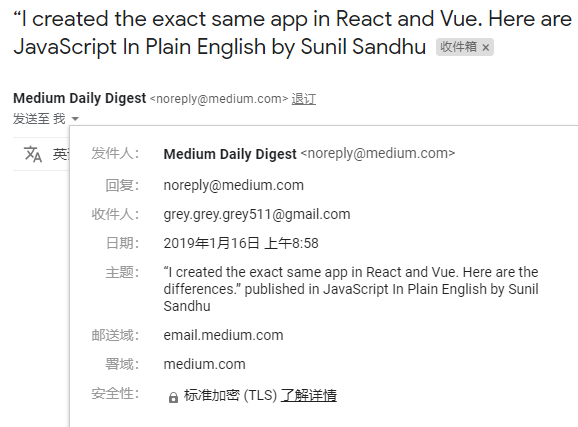 “I created the exact same app in React and Vue. Here are
JavaScript In Plain English by Sunil Sandhu 收件箱 ×
Medium Daily Digest <noreply@medium.com> 退订
发送至 我
英
发件人： Medium Daily Digest <noreply@medium.com>
回复： noreply@medium.com
收件人： grey.grey.grey511@gmail.com
日期： 2019年1月16日 上午8:58
主题： “I created the exact same app in React and Vue. Here are the
differences.” published in JavaScript In Plain English by Sunil
Sandhu
邮送域： email.medium.com
署域： medium.com
安全性： 标准加密 (TLS) 了解详情